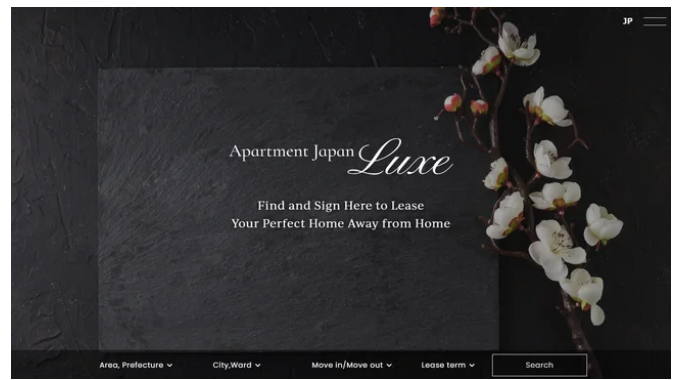 JP
Apartment Japan Luxe
Find and Sign Here to Lease
Your Perfect Home Away from Home
Area, Prefecture City,Ward Move in/Move out Lease term Search